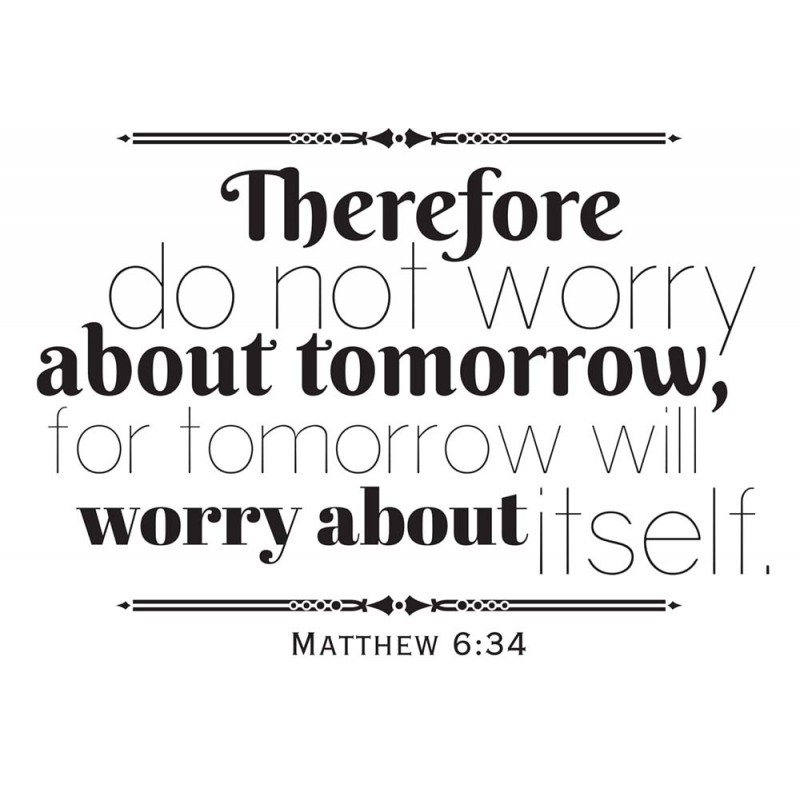 Therefore
do not worry
about tomorrow,
for tomorrow will
worry about itself.
MATTHEW 6:34